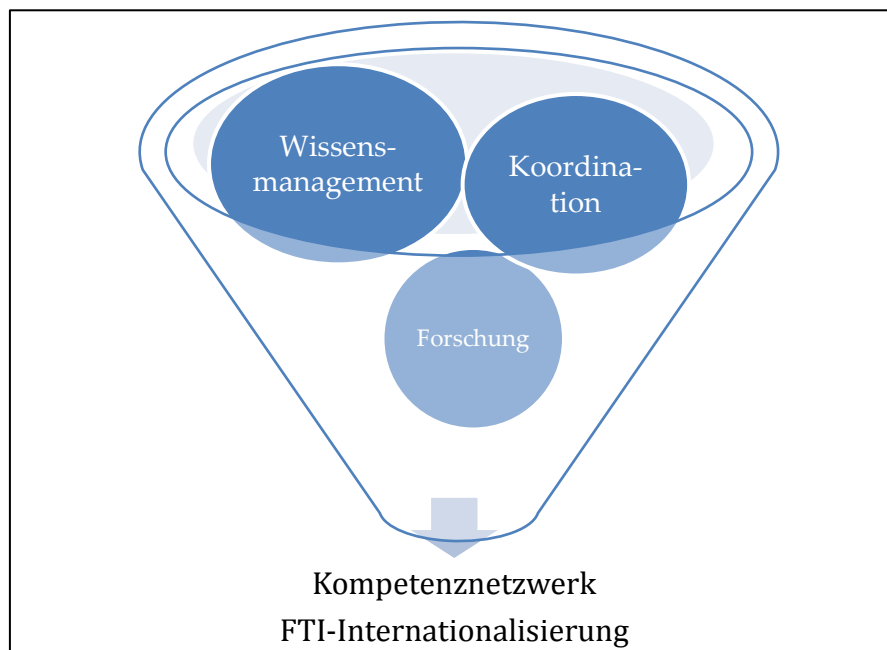 Wissens-
management
Koordina-
tion
Forschung
Kompetenznetzwerk
FTI-Internationalisierung